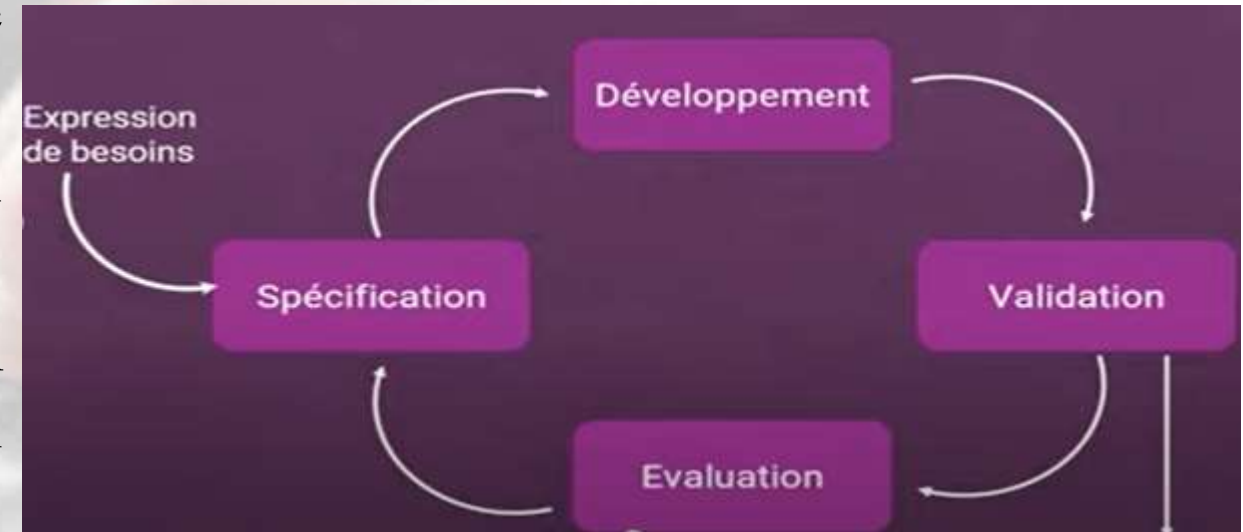 Expression
de besoins
Développement
Spécification
Validation
Evaluation